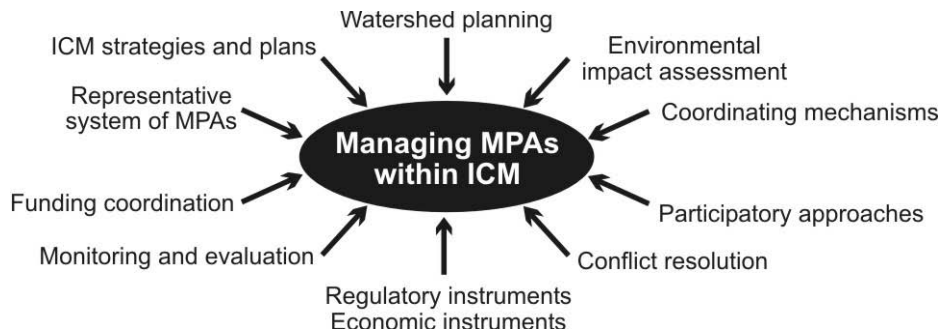 Watershed planning
ICM strategies and plans
Environmental
impact assessment
Representative
system of MPAs
Coordinating mechanisms
Managing MPAs
within ICM
Funding coordination
Participatory approaches
Monitoring and evaluation
Conflict resolution
Regulatory instruments
Economic instruments